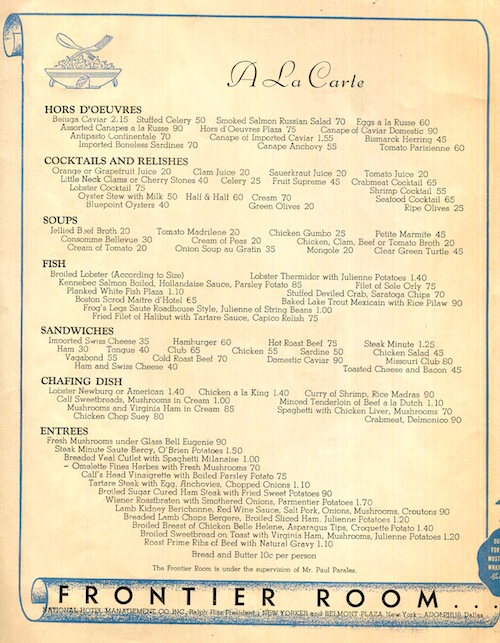 A La Carte
HORS D'OEUVRES
Beluga Caviar 2.15 Stuffed Celery 50 Smoked Salmon Russian Salad 70 Eggs a la Russe 60
Assorted Canapes a la Russe 90 Hors d'Oeuvres Plaza 75 Canape of Caviar Domestic 90
Antipasto Continentale 70 Canape of Imported Caviar 1.55 Bismarck Herring 45
Imported Boneless Sardines 70 Canape Anchovy 55 Tomato Parisienne 60
COCKTAILS AND RELISHES
Orange or Grapefruit Juice 20 Clam Juice 20 Sauerkraut Juice 20 Tomato Juice 20
Little Neck Clams or Cherry Stones 40 Celery 25 Fruit Supreme 45 Crabmeat Cocktail 65
Lobster Cocktail 75 Shrimp Cocktail 55
Oyster Stew with Milk 50 Half & Half 60 Cream 70 Seafood Cocktail 65
Bluepoint Oysters 40 Green Olives 20 Ripe Olives 25
SOUPS
Jellied Beef Broth 20 Tomato Madrilene 20 Chicken Gumbo 25 Petite Marmite 45
Consomme Bellevue 30 Cream of Peas 20 Chicken, Clam, Beef or Tomato Broth 20
Cream of Tomato 20 Onion Soup au Gratin 35 Mongole 20 Clear Green Turtle 45
FISH
Broiled Lobster (According to Size) Lobster Thermidor with Julienne Potatoes 1.40
Kennebec Salmon Boiled, Hollandaise Sauce, Parsley Potato 85 Filet of Sole Orly 75
Planked White Fish Plaza 1.10 Stuffed Deviled Crab, Saratoga Chips 70
Boston Scrod Maitre d'Hotel 65 Baked Lake Trout Mexicain with Rice Pilaw 90
Frog's Legs Saute Roadhouse Style, Julienne of String Beans 1.00
Fried Filet of Halibut with Tartare Sauce, Capico Relish 75
SANDWICHES
Imported Swiss Cheese 35 Hamburger 60 Hot Roast Beef 75 Steak Minute 1.25
Ham 30 Tongue 40 Club 65 Chicken 55 Sardine 50 Chicken Salad 45
Vagabond 55 Cold Roast Beef 70 Domestic Caviar 90 Missouri Club 80
Ham and Swiss Cheese 40 Toasted Cheese and Bacon 45
CHAFING DISH
Lobster Newburg or American 1.40 Chicken a la King 1.40 Curry of Shrimp, Rice Madras 90
Calf Sweetbreads, Mushrooms in Cream 1.00 Minced Tenderloin of Beef a la Dutch 1.10
Mushrooms and Virginia Ham in Cream 85 Spaghetti with Chicken Liver, Mushrooms 70
Chicken Chop Suey 80 Crabmeat, Delmonico 90
ENTREES
Fresh Mushrooms under Glass Bell Eugenie 90
Steak Minute Saute Bercy, O'Brien Potatoes 1.50
Breaded Veal Cutlet with Spaghetti Milanaise 1.00
Omalette Fines Herbes with Fresh Mushrooms 70
Calf's Head Vinaigrette with Boiled Parsley Potato 75
Tartare Steak with Egg, Anchovies, Chopped Onions 1.10
Broiled Sugar Cured Ham Steak with Fried Sweet Potatoes 90
Wiener Roastbraten with Smothered Onions, Parmentier Potatoes 1.70
Lamb Kidney Berichonne, Red Wine Sauce, Salt Pork, Onions, Mushrooms, Croutons 90
Breaded Lamb Chops Bergere, Broiled Sliced Ham, Julienne Potatoes 1.20
Broiled Breast of Chicken Belle Helene, Asparagus Tips, Croquette Potato 1.40
Broiled Sweetbread on Toast with Virginia Ham, Mushrooms, Julienne Potatoes 1.20
Roast Prime Ribs of Beef with Natural Gravy 1.10
Bread and Butter 10c per person
The Frontier Room is under the supervision of Mr. Paul Parales.
FRONTIER ROOM...
NATIONAL HOTEL MANAGEMENT CO. INC., Ralph Hitz President; NEW YORKER and BELMONT PLAZA, New York; ADOLPHUS, Dallas